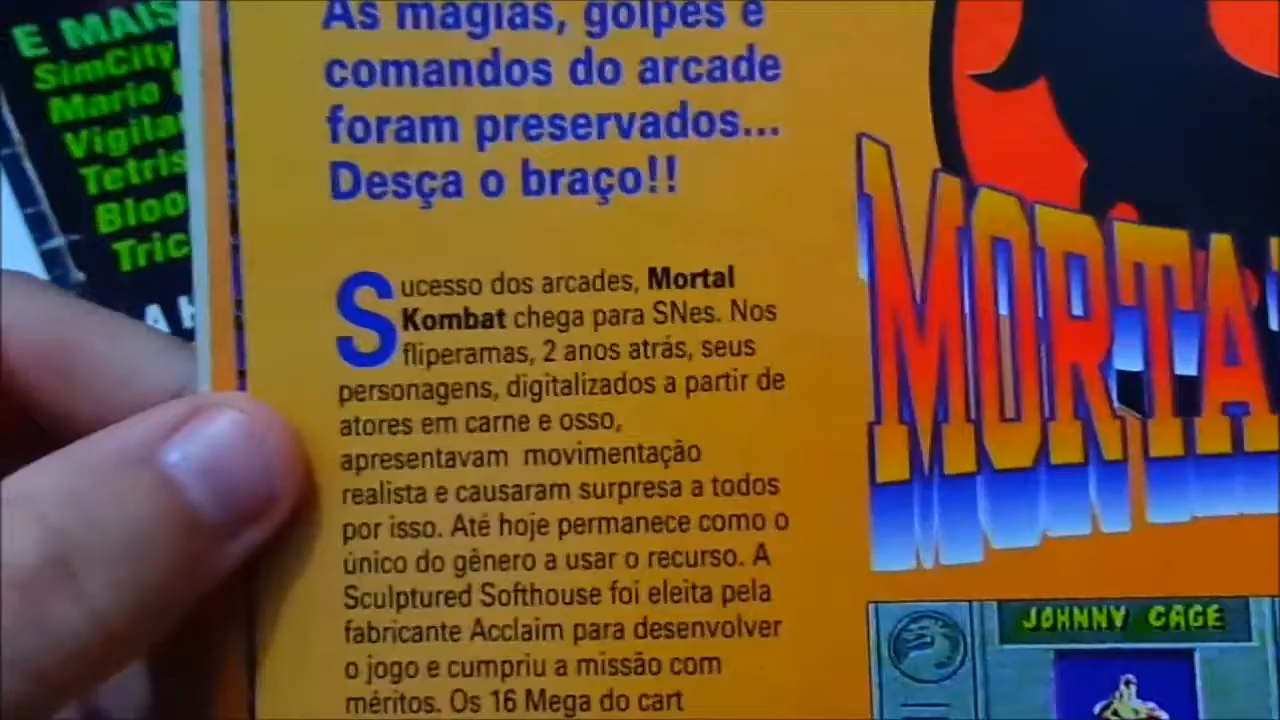 E MAIS
SimCity
Mario
Tetris
As magias, golpes e
comandos do arcade
foram preservados...
Desça o braço!!
Sucesso dos arcades, Mortal
Kombat chega para SNes. Nos
fliperamas, 2 anos atrás, seus
personagens, digitalizados a partir de
atores em carne e osso,
apresentavam movimentação
realista e causaram surpresa a todos
por isso. Até hoje permanece como o
único do gênero a usar o recurso. A
Sculptured Softhouse foi eleita pela
fabricante Acclaim para desenvolver
o jogo e cumpriu a missão com
méritos. Os 16 Mega do cart
MORTA
JOHNNY CAGE